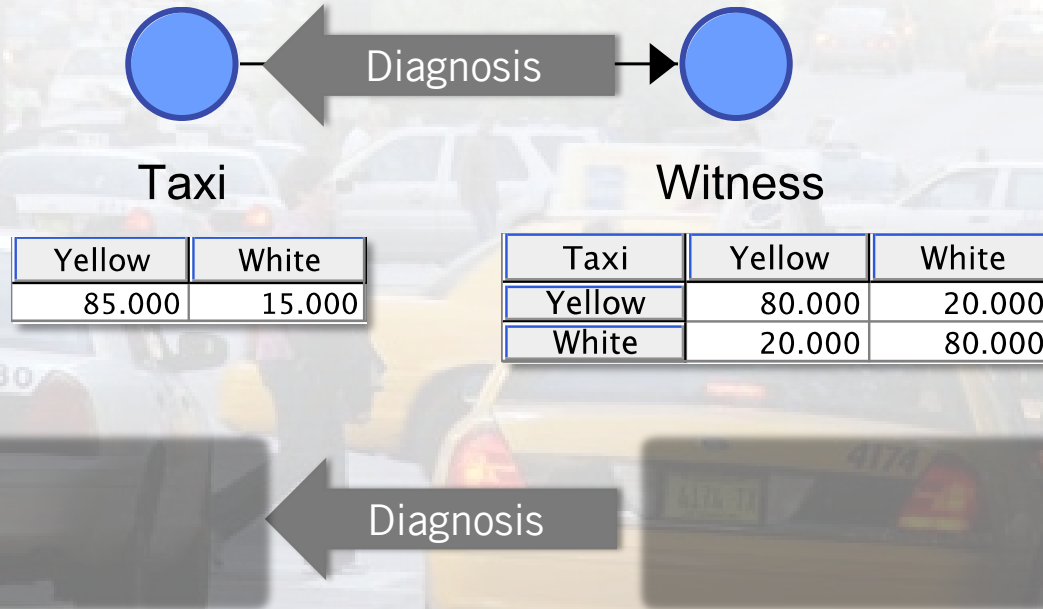 Diagnosis
Taxi Witness
Yellow White
85.000 15.000
Taxi Yellow White
Yellow 80.000 20.000
White 20.000 80.000
4174
Diagnosis